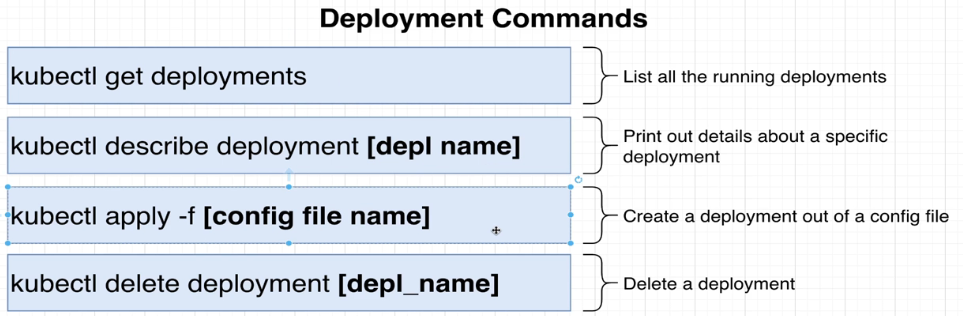 Deployment Commands
kubectl get deployments
List all the running deployments
kubectl describe deployment [depl name]
Print out details about a specific
deployment
kubectl apply -f [config file name]
Create a deployment out of a config file
kubectl delete deployment [depl_name]
Delete a deployment